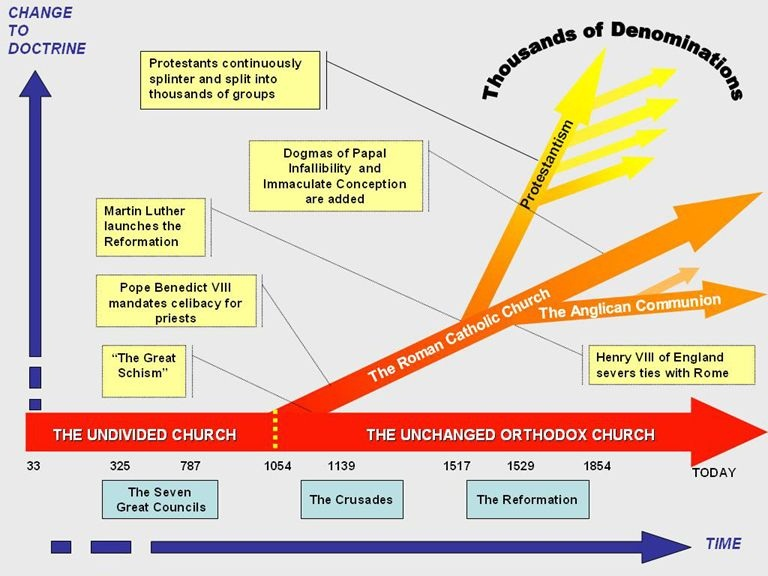 CHANGE
TO
DOCTRINE
Thousands of Denominations
Protestants continuously
splinter and split into
thousands of groups
Protestantism
Dogmas of Papal
Infallibility and
Immaculate Conception
are added
Martin Luther
launches the
Reformation
Pope Benedict VIII
mandates celibacy for
priests
The Roman Catholic Church
The Anglican Communion
"The Great
Schism"
Henry VIII of England
severs ties with Rome
THE UNDIVIDED CHURCH
THE UNCHANGED ORTHODOX CHURCH
33 325 787 1054 1139 1517 1529 1854 TODAY
The Seven
Great Councils
The Crusades
The Reformation
TIME